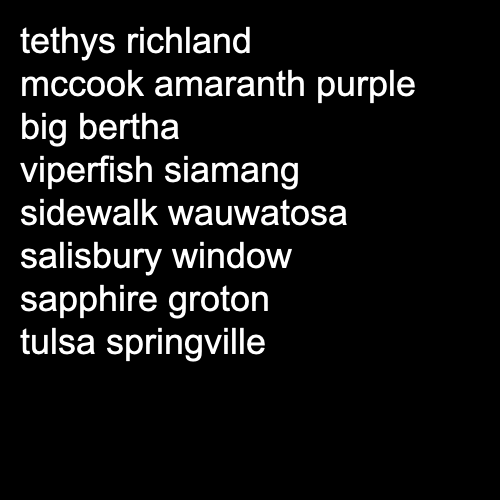 tethys richland
mccook amaranth purple
big bertha
viperfish siamang
sidewalk wauwatosa
salisbury window
sapphire groton
tulsa springville